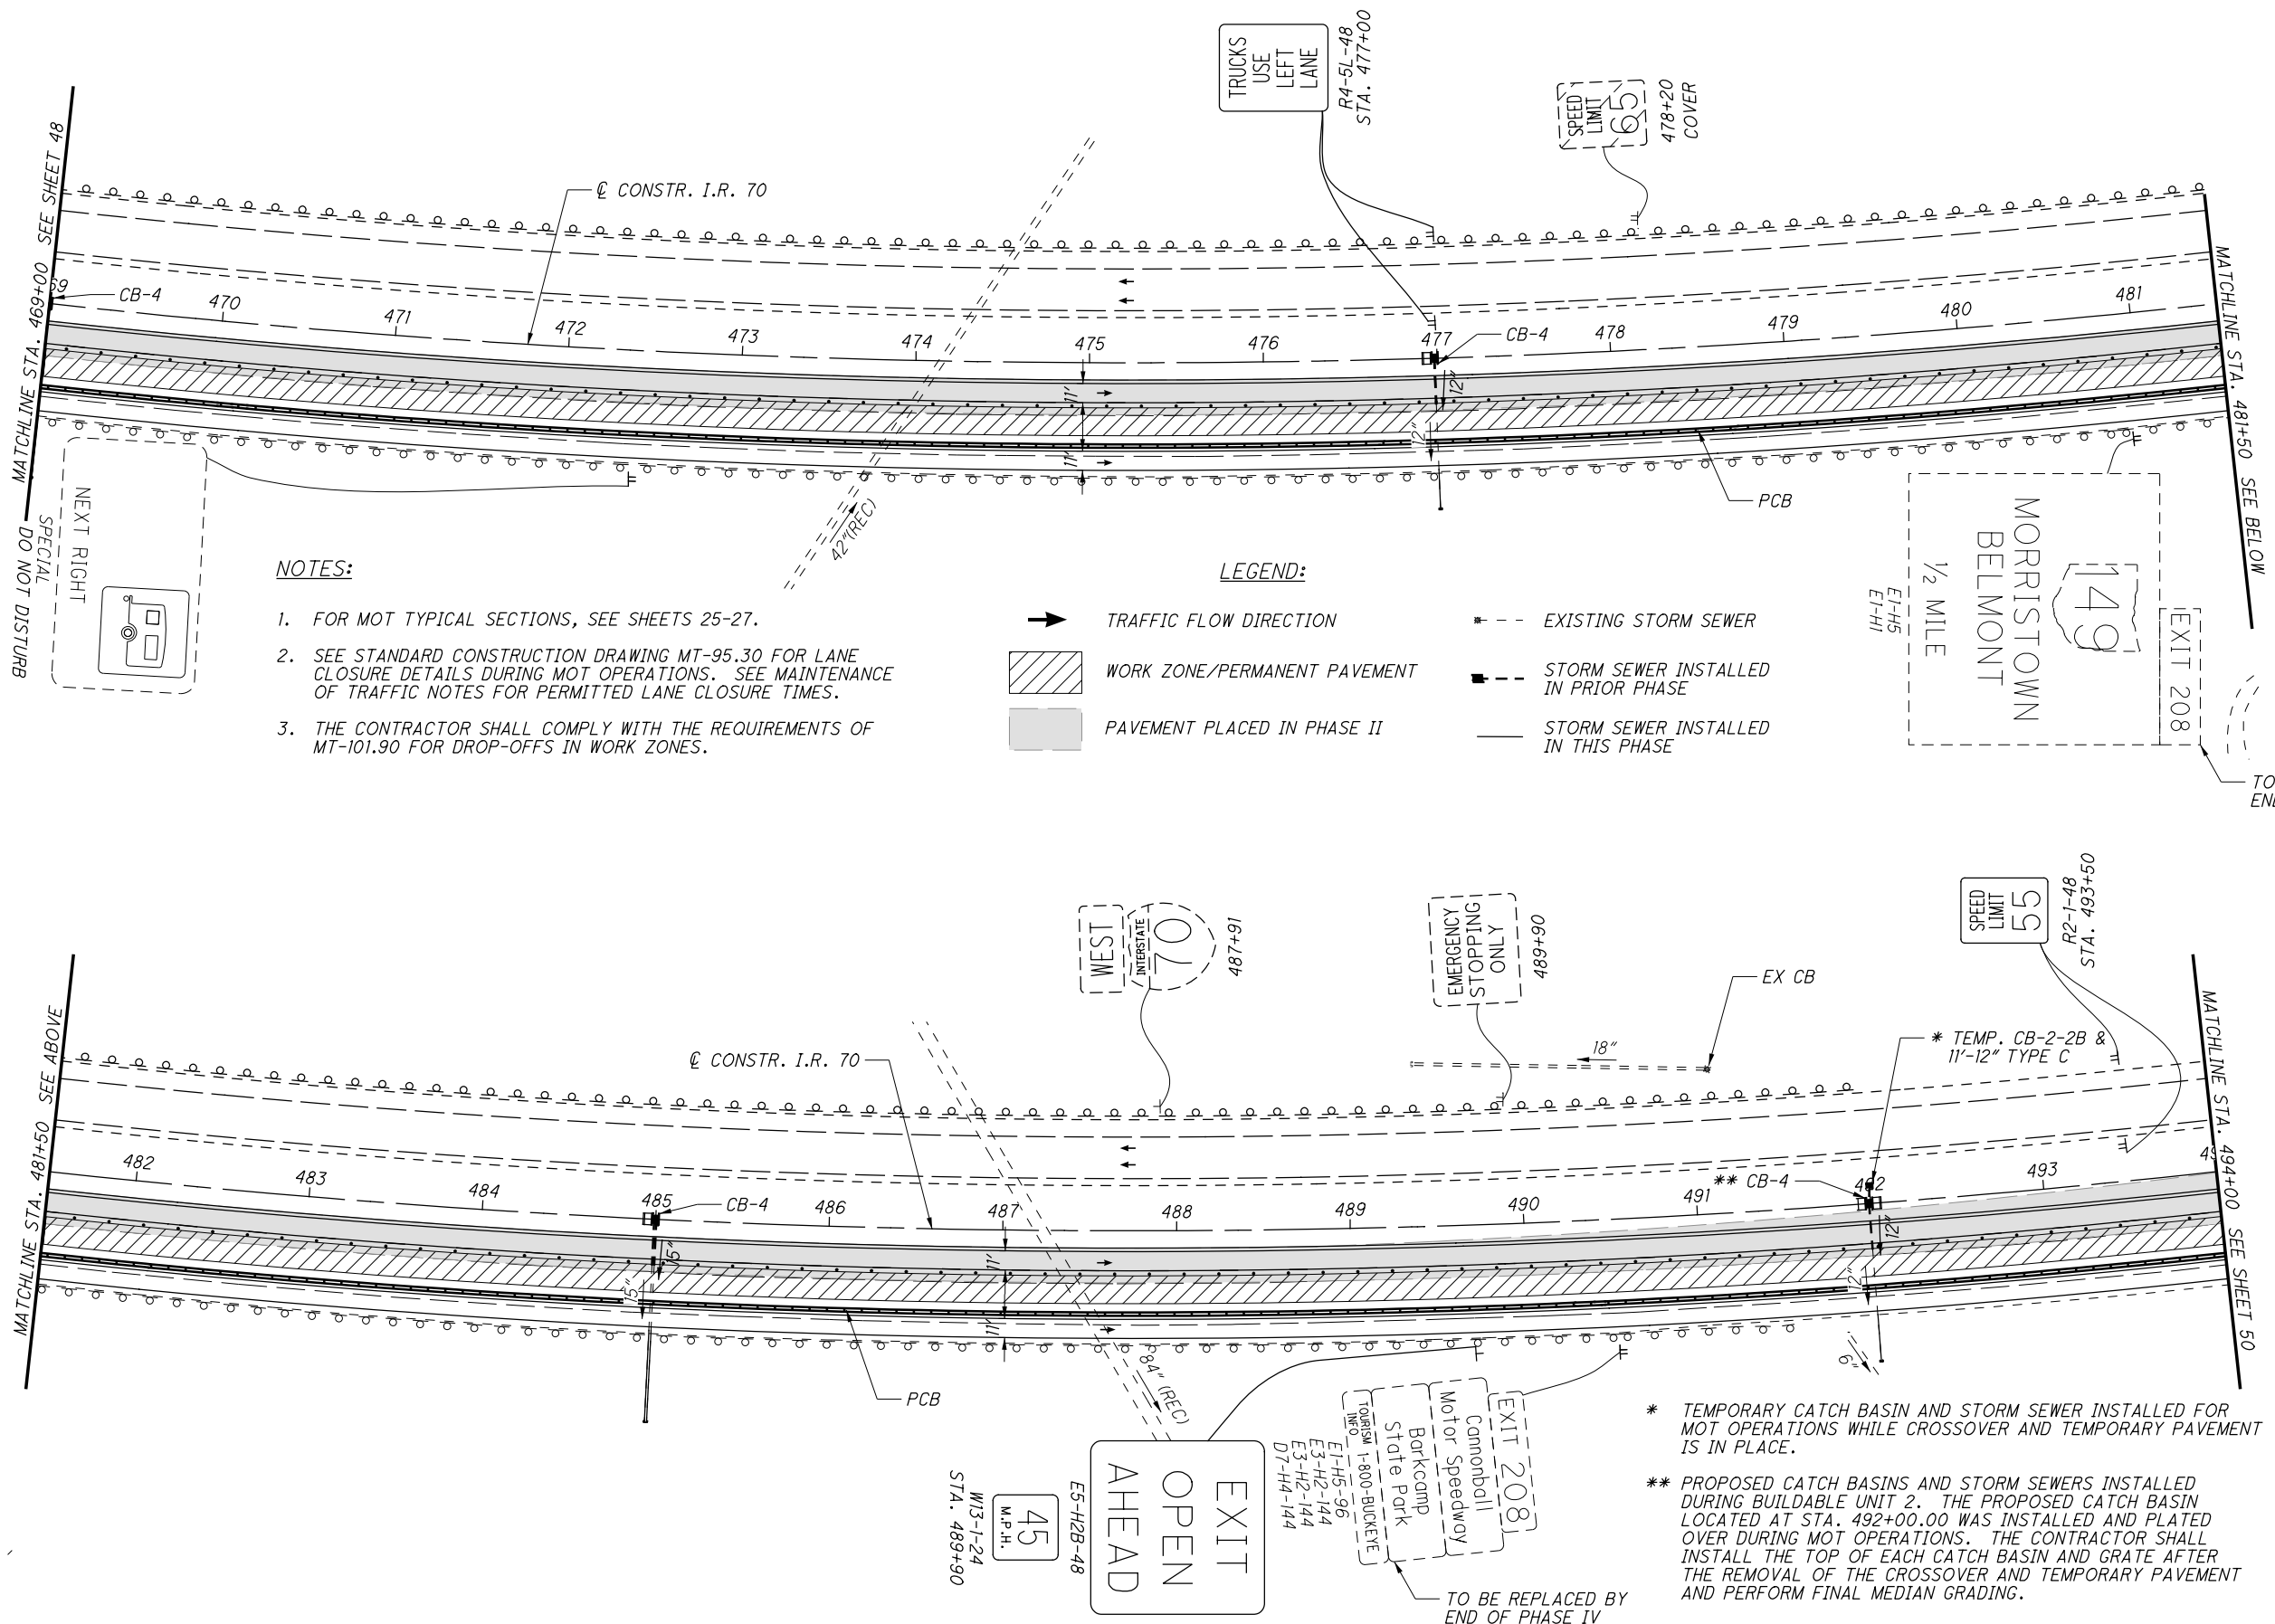 TRUCKS
USE
LEFT
LANE
R4-5L-48
STA. 477+00
SPEED
LIMIT
65
478+20
COVER
MATCHLINE STA. 469+00  SEE SHEET 48
℄ CONSTR. I.R. 70
CB-4
470
471
472
473
474
475
476
477
478
479
480
481
CB-4
12"
12"
11'
11'
PCB
42"(REC)
MATCHLINE STA. 481+50  SEE BELOW
NEXT RIGHT
SPECIAL
DO NOT DISTURB
EXIT 208
149
MORRISTOWN
BELMONT
½ MILE
E1-H5
E1-H1
NOTES:
1. FOR MOT TYPICAL SECTIONS, SEE SHEETS 25-27.
2. SEE STANDARD CONSTRUCTION DRAWING MT-95.30 FOR LANE
CLOSURE DETAILS DURING MOT OPERATIONS. SEE MAINTENANCE
OF TRAFFIC NOTES FOR PERMITTED LANE CLOSURE TIMES.
3. THE CONTRACTOR SHALL COMPLY WITH THE REQUIREMENTS OF
MT-101.90 FOR DROP-OFFS IN WORK ZONES.
LEGEND:
TRAFFIC FLOW DIRECTION
WORK ZONE/PERMANENT PAVEMENT
PAVEMENT PLACED IN PHASE II
EXISTING STORM SEWER
STORM SEWER INSTALLED
IN PRIOR PHASE
STORM SEWER INSTALLED
IN THIS PHASE
TO
WEST
INTERSTATE
70
487+91
EMERGENCY
STOPPING
ONLY
489+90
SPEED
LIMIT
55
R2-1-48
STA. 493+50
EX CB
18"
* TEMP. CB-2-2B &
11'-12" TYPE C
MATCHLINE STA. 481+50  SEE ABOVE
℄ CONSTR. I.R. 70
482
483
484
485
CB-4
486
487
488
489
490
491
** CB-4
492
493
15"
15"
11'
11'
12"
12"
6"
PCB
84" (REC)
MATCHLINE STA. 494+00  SEE SHEET 50
EXIT
OPEN
AHEAD
E5-H2B-48
45
M.P.H.
W13-1-24
STA. 489+90
EXIT 208
Cannonball
Motor Speedway
Barkcamp
State Park
TOURISM
INFO
1-800-BUCKEYE
E1-H5-96
E3-H2-144
E3-H2-144
D7-H4-144
TO BE REPLACED BY
END OF PHASE IV
* TEMPORARY CATCH BASIN AND STORM SEWER INSTALLED FOR
MOT OPERATIONS WHILE CROSSOVER AND TEMPORARY PAVEMENT
IS IN PLACE.
** PROPOSED CATCH BASINS AND STORM SEWERS INSTALLED
DURING BUILDABLE UNIT 2. THE PROPOSED CATCH BASIN
LOCATED AT STA. 492+00.00 WAS INSTALLED AND PLATED
OVER DURING MOT OPERATIONS. THE CONTRACTOR SHALL
INSTALL THE TOP OF EACH CATCH BASIN AND GRATE AFTER
THE REMOVAL OF THE CROSSOVER AND TEMPORARY PAVEMENT
AND PERFORM FINAL MEDIAN GRADING.